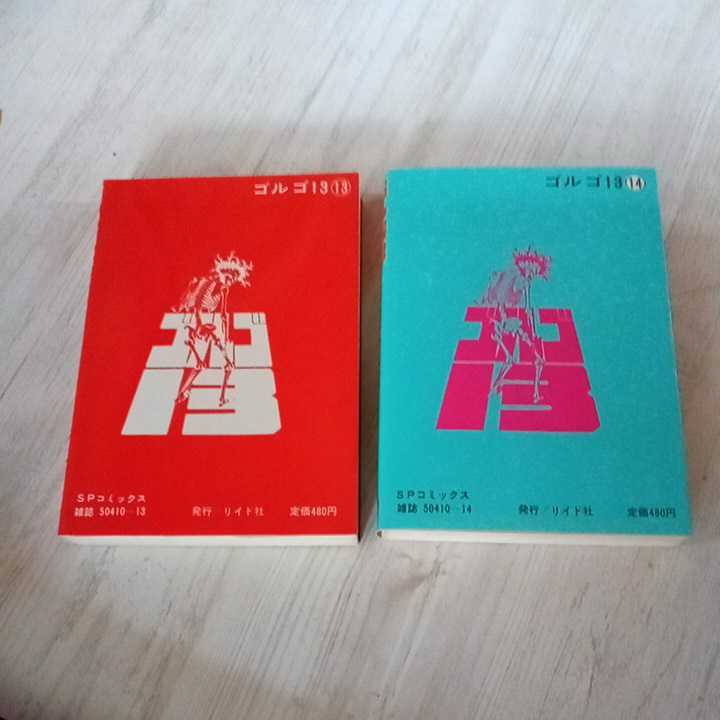 ゴルゴ13⑬
ゴルゴ
13
SPコミックス
雑誌 50410-13 発行 リイド社 定価480円
ゴルゴ13⑭
ゴルゴ
13
SPコミックス
雑誌 50410-14 発行/リイド社 定価480円